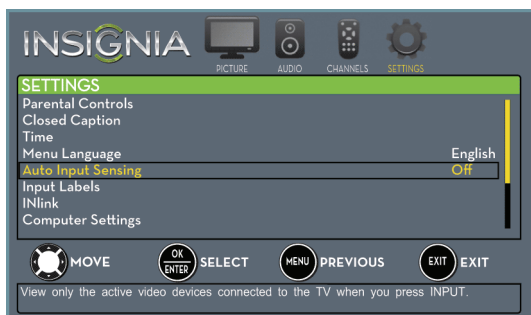 INSIGNIA
PICTURE AUDIO CHANNELS SETTINGS
SETTINGS
Parental Controls
Closed Caption
Time
Menu Language English
Auto Input Sensing Off
Input Labels
INlink
Computer Settings
MOVE OK ENTER SELECT MENU PREVIOUS EXIT EXIT
View only the active video devices connected to the TV when you press INPUT.